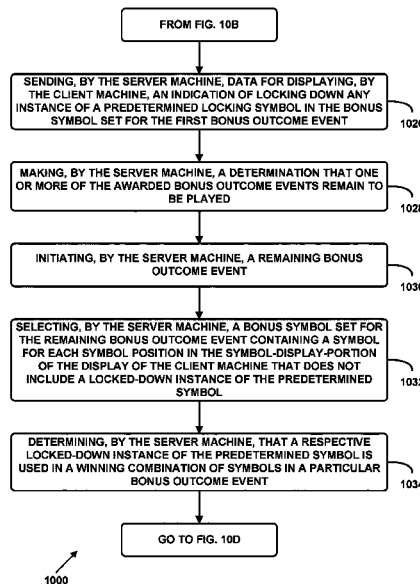 FROM FIG. 10B
SENDING, BY THE SERVER MACHINE, DATA FOR DISPLAYING, BY
THE CLIENT MACHINE, AN INDICATION OF LOCKING DOWN ANY
INSTANCE OF A PREDETERMINED LOCKING SYMBOL IN THE BONUS
SYMBOL SET FOR THE FIRST BONUS OUTCOME EVENT
1026
MAKING, BY THE SERVER MACHINE, A DETERMINATION THAT ONE
OR MORE OF THE AWARDED BONUS OUTCOME EVENTS REMAIN TO
BE PLAYED
1028
INITIATING, BY THE SERVER MACHINE, A REMAINING BONUS
OUTCOME EVENT
1030
SELECTING, BY THE SERVER MACHINE, A BONUS SYMBOL SET FOR
THE REMAINING BONUS OUTCOME EVENT CONTAINING A SYMBOL
FOR EACH SYMBOL POSITION IN THE SYMBOL-DISPLAY-PORTION
OF THE DISPLAY OF THE CLIENT MACHINE THAT DOES NOT
INCLUDE A LOCKED-DOWN INSTANCE OF THE PREDETERMINED
SYMBOL
1032
DETERMINING, BY THE SERVER MACHINE, THAT A RESPECTIVE
LOCKED-DOWN INSTANCE OF THE PREDETERMINED SYMBOL IS
USED IN A WINNING COMBINATION OF SYMBOLS IN A PARTICULAR
BONUS OUTCOME EVENT
1034
GO TO FIG. 10D
1000